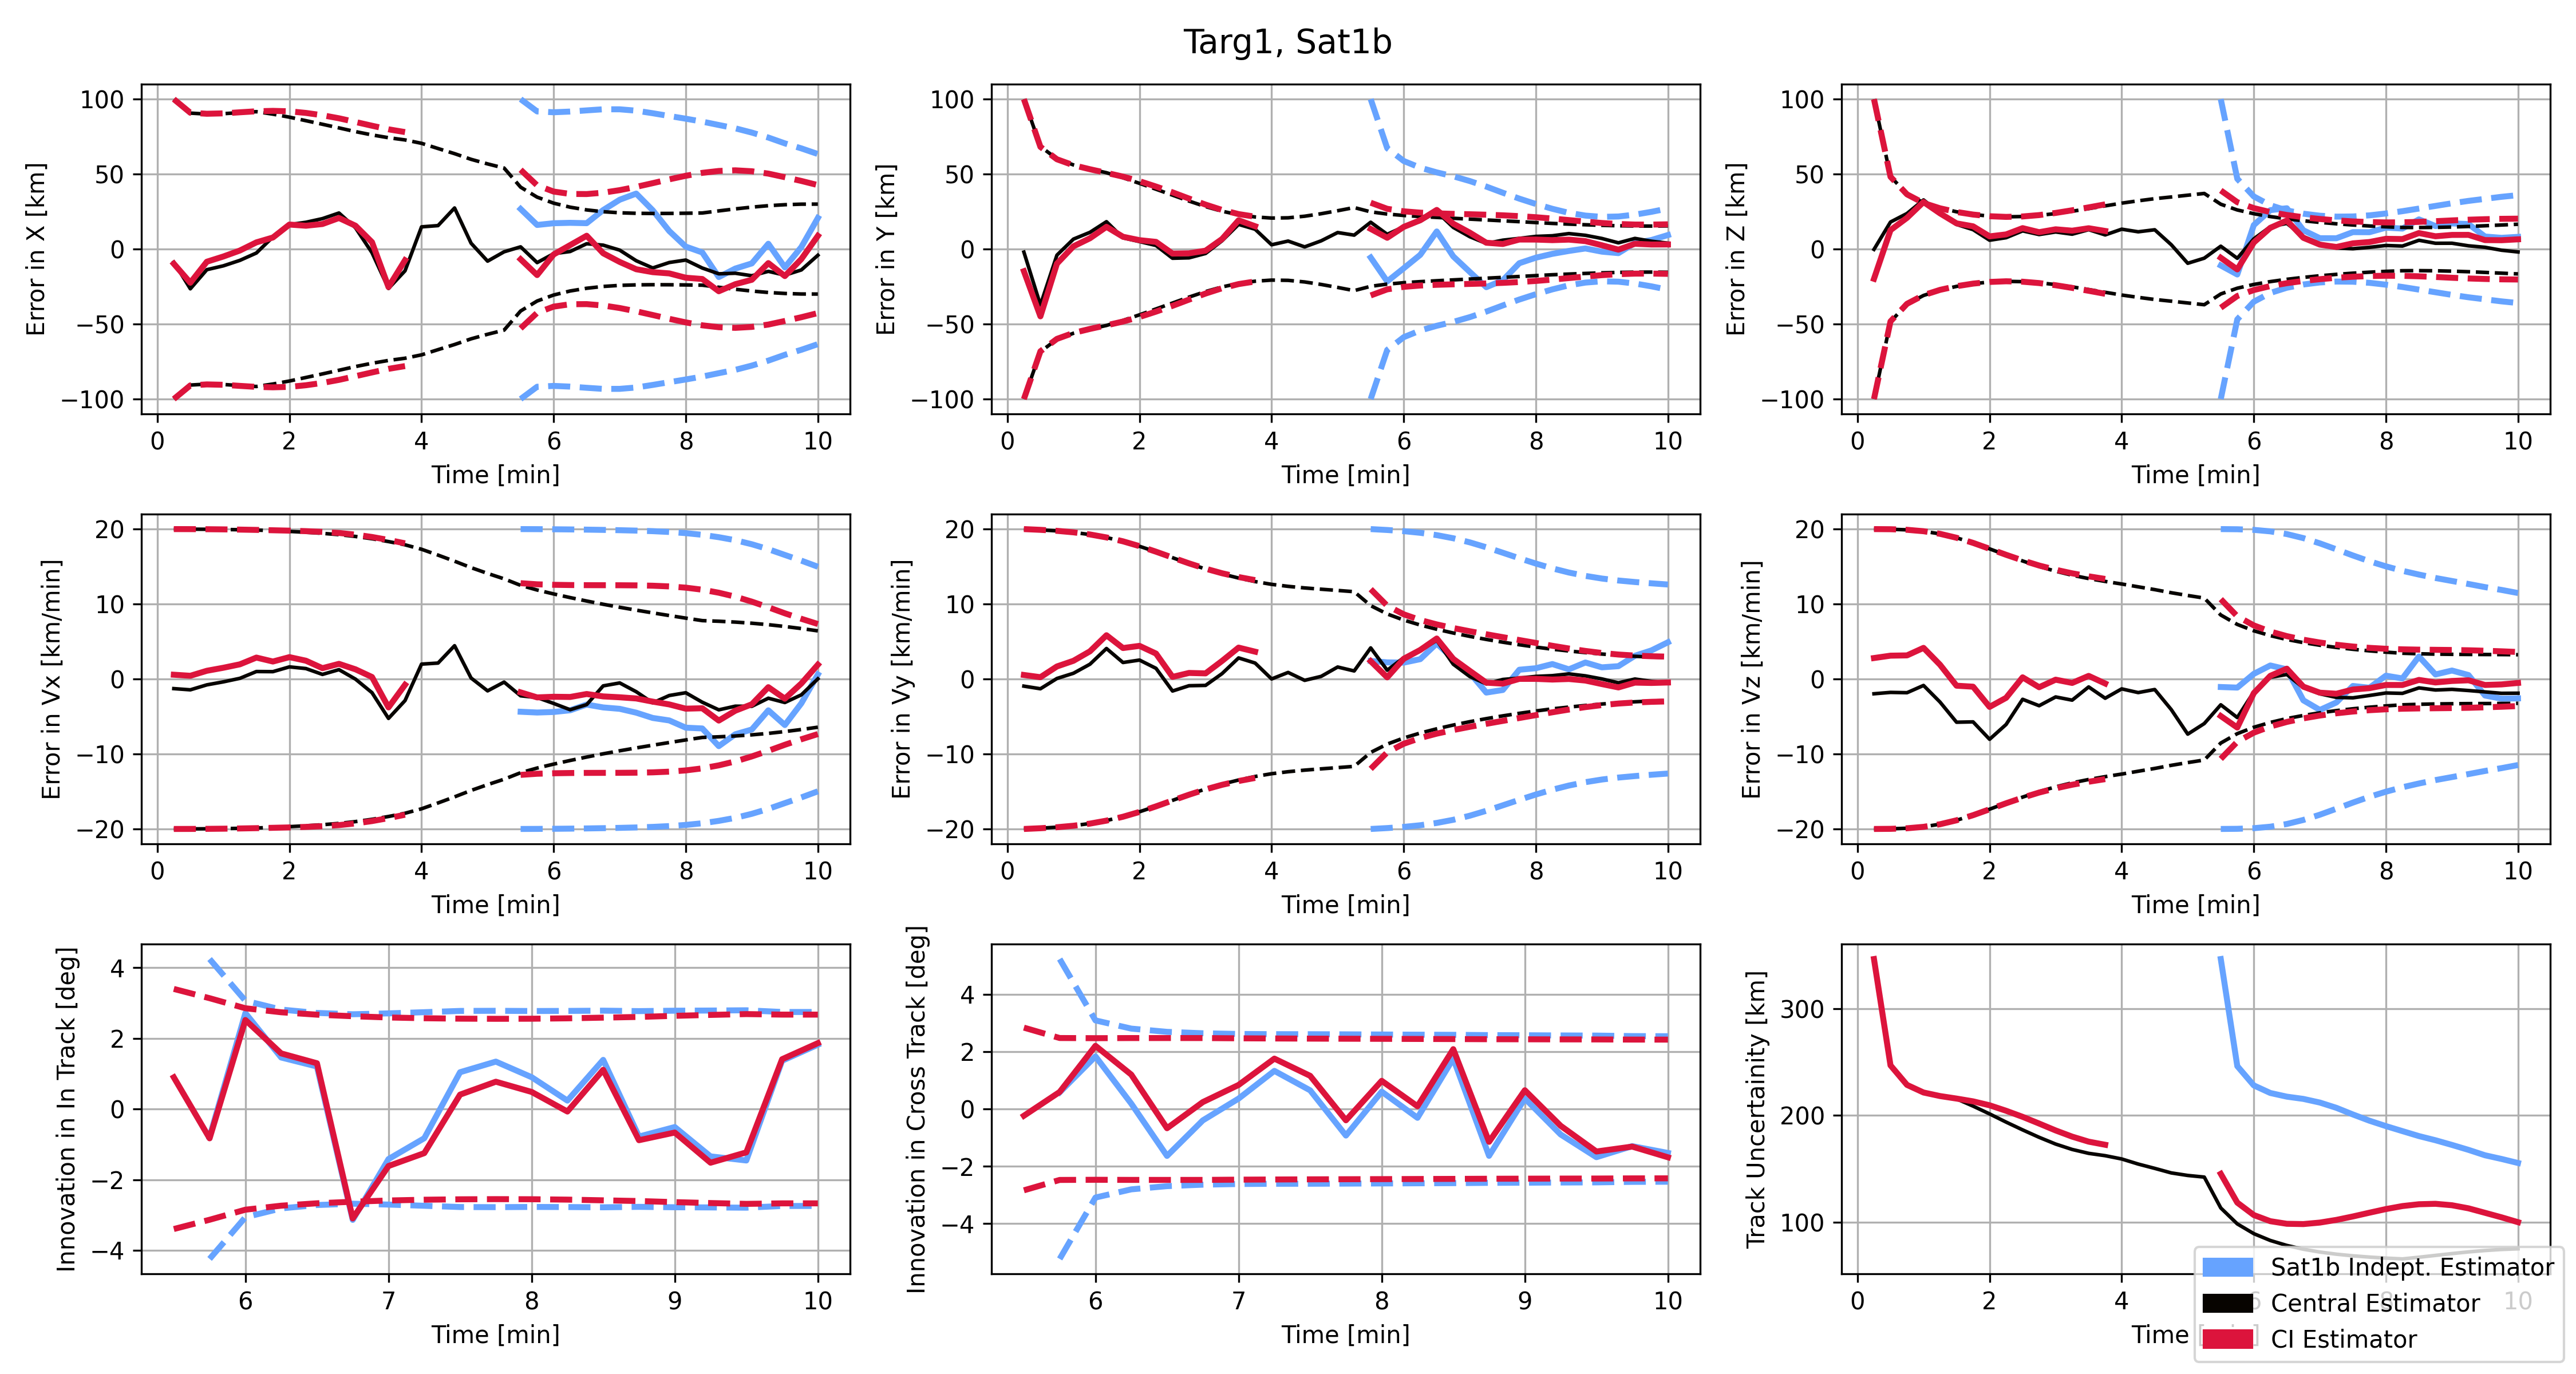 Targ1, Sat1b
Error in X [km]
100
50
0
−50
−100
0 2 4 6 8 10
Time [min]
Error in Y [km]
100
50
0
−50
−100
0 2 4 6 8 10
Time [min]
Error in Z [km]
100
50
0
−50
−100
0 2 4 6 8 10
Time [min]
Error in Vx [km/min]
20
10
0
−10
−20
0 2 4 6 8 10
Time [min]
Error in Vy [km/min]
20
10
0
−10
−20
0 2 4 6 8 10
Time [min]
Error in Vz [km/min]
20
10
0
−10
−20
0 2 4 6 8 10
Time [min]
Innovation in In Track [deg]
4
2
0
−2
−4
6 7 8 9 10
Time [min]
Innovation in Cross Track [deg]
4
2
0
−2
−4
6 7 8 9 10
Time [min]
Track Uncertainity [km]
300
200
100
0 2 4 6 8 10
Time [min]
Sat1b Indept. Estimator
Central Estimator
CI Estimator